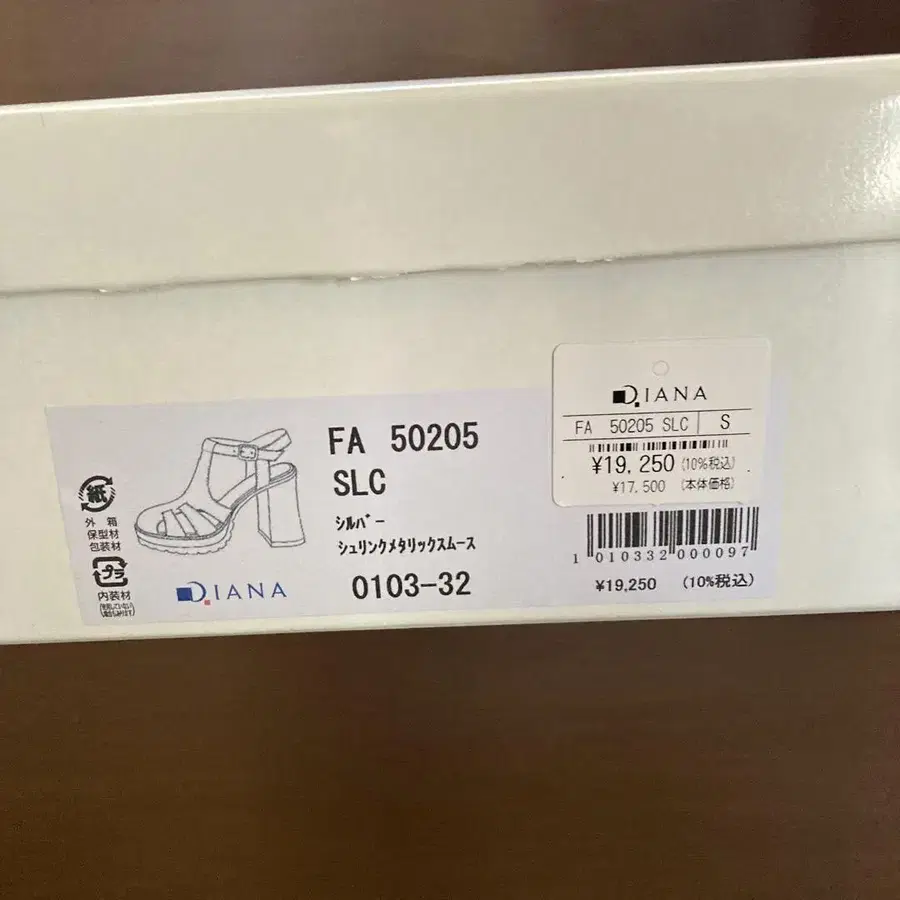 DIANA
FA 50205 SLC S
¥19,250 (10%税込)
¥17,500 (本体価格)
FA 50205
SLC
シルバー
シュリンクメタリックスムース
0103-32
紙
外箱
保型材
包装材
プラ
内装材
DIANA
1 010332 000097
¥19,250 (10%税込)